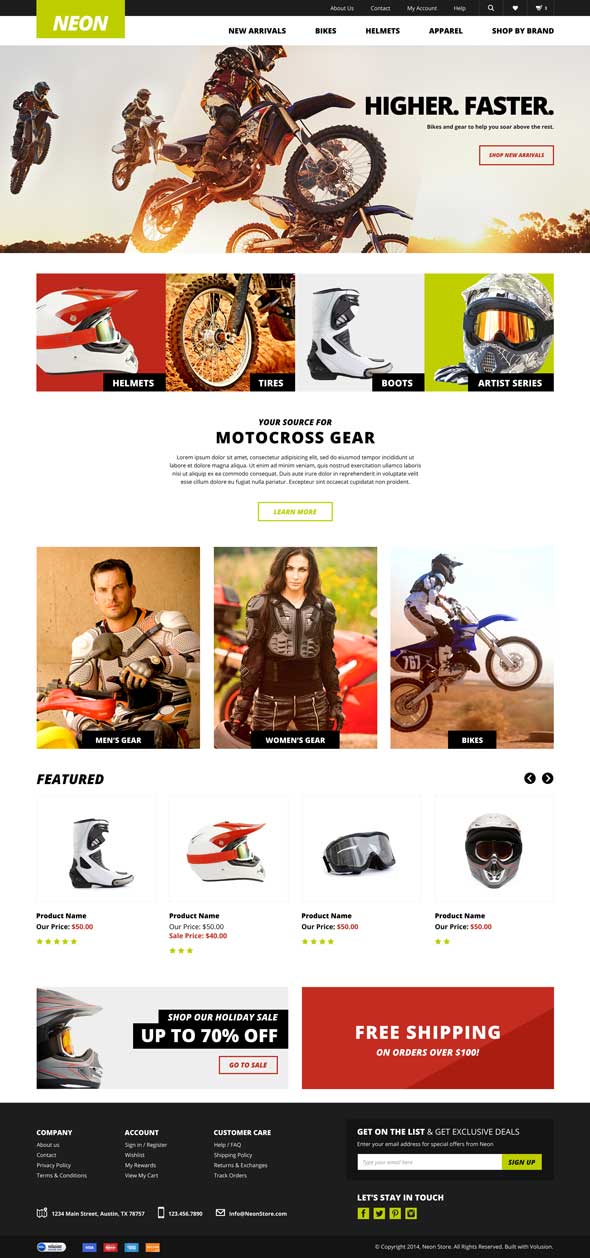 About Us Contact My Account Help 3
NEON
NEW ARRIVALS BIKES HELMETS APPAREL SHOP BY BRAND
HIGHER. FASTER.
Bikes and gear to help you soar above the rest.
SHOP NEW ARRIVALS
HELMETS TIRES BOOTS ARTIST SERIES
YOUR SOURCE FOR
MOTOCROSS GEAR
Lorem ipsum dolor sit amet, consectetur adipisicing elit, sed do eiusmod tempor incididunt ut
labore et dolore magna aliqua. Ut enim ad minim veniam, quis nostrud exercitation ullamco laboris
nisi ut aliquip ex ea commodo consequat. Duis aute irure dolor in reprehenderit in voluptate velit
esse cillum dolore eu fugiat nulla pariatur. Excepteur sint occaecat cupidatat non proident.
LEARN MORE
767
MEN'S GEAR WOMEN'S GEAR BIKES
FEATURED
Product Name Product Name Product Name Product Name
Our Price: $50.00 Our Price: $50.00 Our Price: $50.00 Our Price: $50.00
Sale Price: $40.00
SHOP OUR HOLIDAY SALE
UP TO 70% OFF
GO TO SALE
FREE SHIPPING
ON ORDERS OVER $100!
COMPANY
About us
Contact
Privacy Policy
Terms & Conditions
ACCOUNT
Sign in / Register
Wishlist
My Rewards
View My Cart
CUSTOMER CARE
Help / FAQ
Shipping Policy
Returns & Exchanges
Track Orders
GET ON THE LIST & GET EXCLUSIVE DEALS
Enter your email address for special offers from Neon
Type your email here SIGN UP
LET'S STAY IN TOUCH
1234 Main Street, Austin, TX 78757 123.456.7890 info@NeonStore.com
VISA
© Copyright 2014, Neon Store. All Rights Reserved. Built with Volusion.